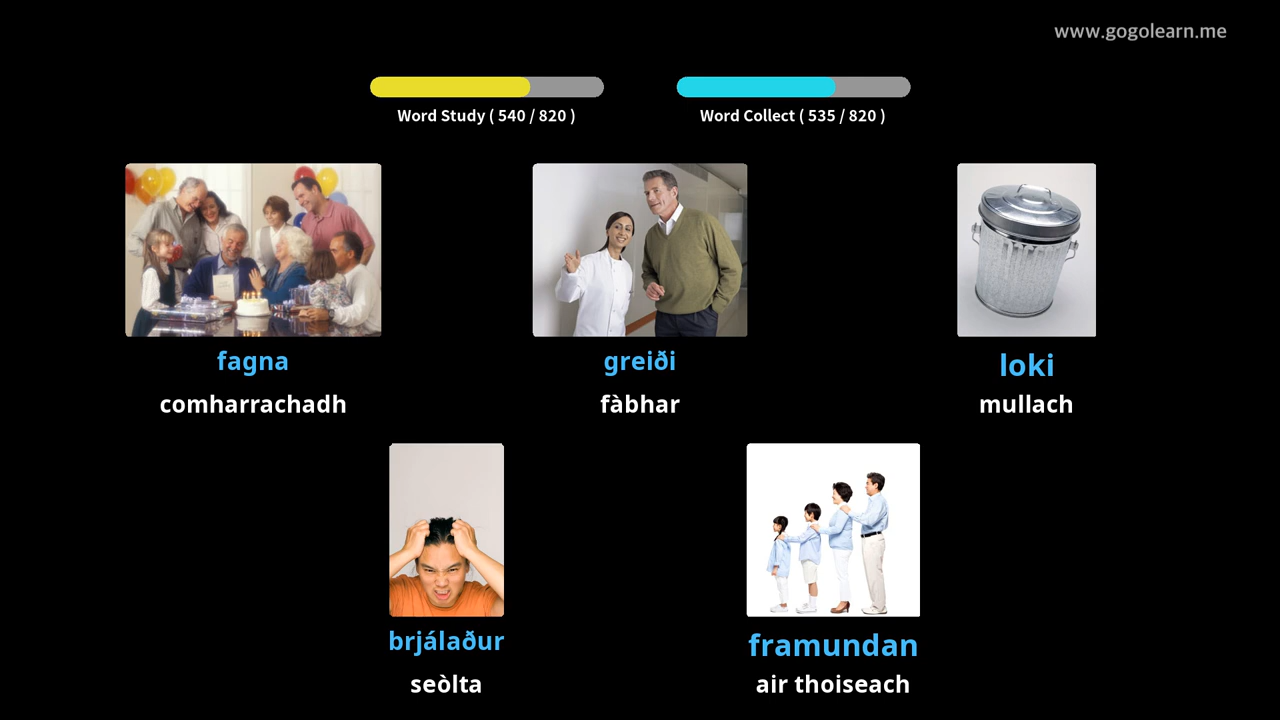 www.gogolearn.me
Word Study ( 540 / 820 )
Word Collect ( 535 / 820 )
fagna
comharrachadh
greiði
fàbhar
loki
mullach
brjálaður
seòlta
framundan
air thoiseach